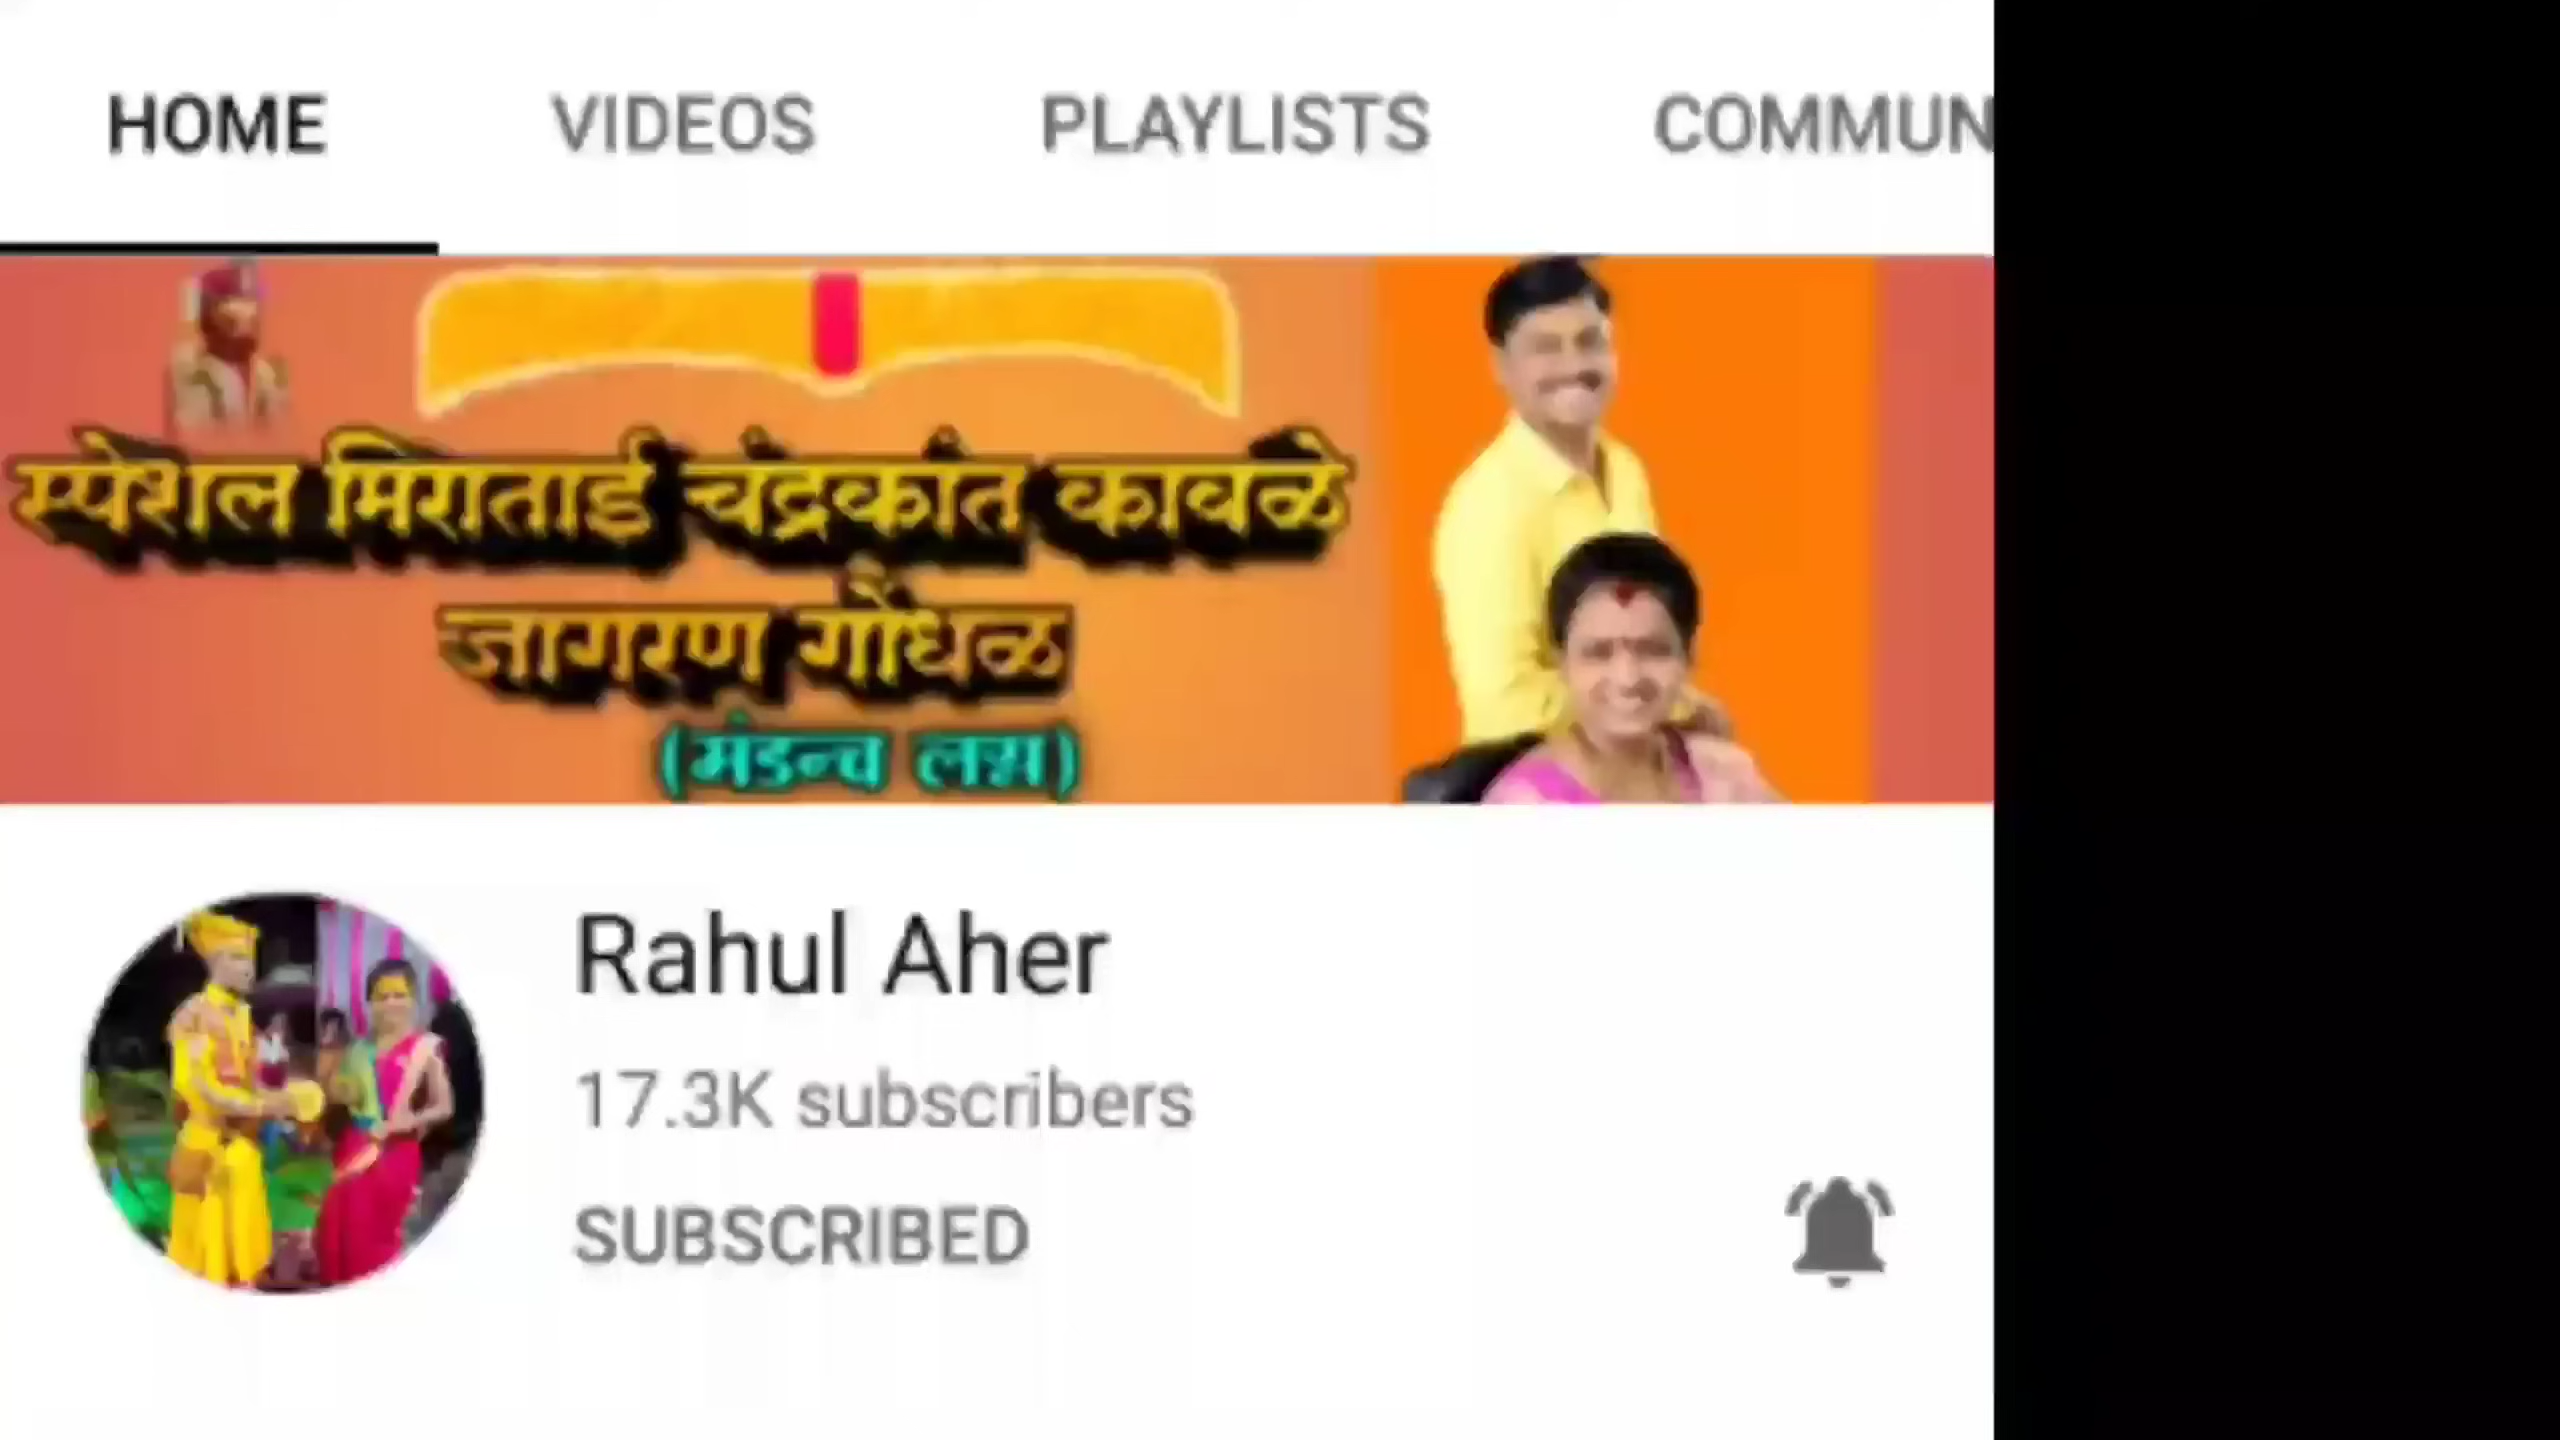 HOME VIDEOS PLAYLISTS COMMUN
स्पेशल मिराताई चंद्रकांत कावळे
जागरण गोंधळ
(मंडन्च लग्न)
Rahul Aher
17.3K subscribers
SUBSCRIBED